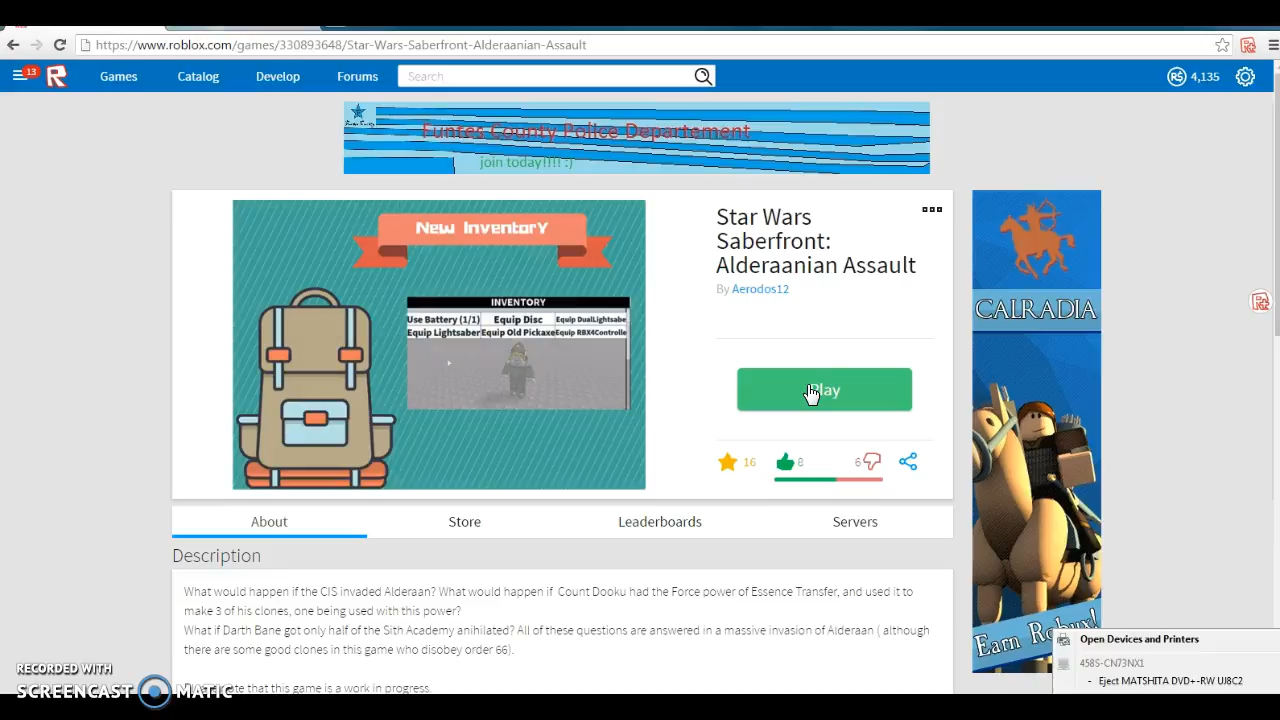 https://www.roblox.com/games/330893648/Star-Wars-Saberfront-Alderaanian-Assault
13
Games
Catalog
Develop
Forums
Search
R$ 4,135
Funtes County Police Departement
join today!!!! :)
New Inventory
INVENTORY
Use Battery (1/1) Equip Disc Equip DualLightsabe
Equip Lightsaber Equip Old Pickaxe Equip RBX4Controlle
Star Wars
Saberfront:
Alderaanian Assault
By Aerodos12
Play
16
8
6
CALRADIA
Earn Robux!
About
Store
Leaderboards
Servers
Description
What would happen if the CIS invaded Alderaan? What would happen if Count Dooku had the Force power of Essence Transfer, and used it to
make 3 of his clones, one being used with this power?
What if Darth Bane got only half of the Sith Academy anihilated? All of these questions are answered in a massive invasion of Alderaan ( although
there are some good clones in this game who disobey order 66).
that this game is a work in progress.
RECORDED WITH
SCREENCAST MATIC
Open Devices and Printers
458S-CN73NX1
- Eject MATSHITA DVD+-RW UJ8C2